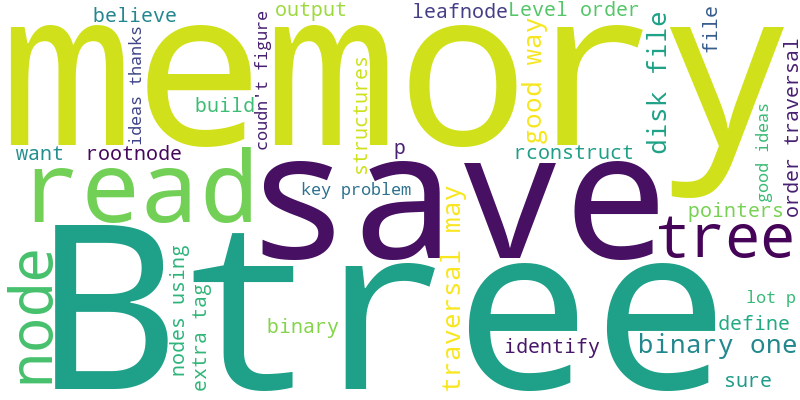 believe
output
leafnode
Level order
file
memory
ideas thanks
coudn't figure
build
structures
good way
disk file
order traversal
good ideas
want
rootnode
p
rconstruct
read
save
key problem
pointers
tree
node
Btree
nodes using
extra tag
binary
traversal may
identify
binary one
define
lot p
sure